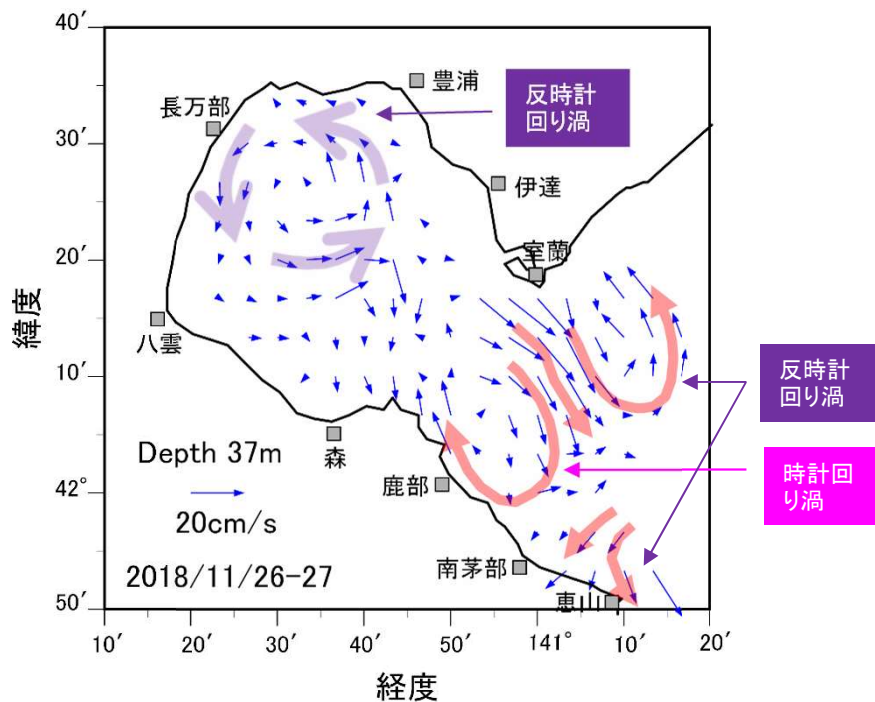 40′
30′
20′
10′
42°
50′
緯度
10′
20′
30′
40′
50′
141°
10′
20′
経度
長万部
豊浦
伊達
室蘭
八雲
森
鹿部
南茅部
恵山
Depth 37m
20cm/s
2018/11/26-27
反時計
回り渦
反時計
回り渦
時計回
り渦